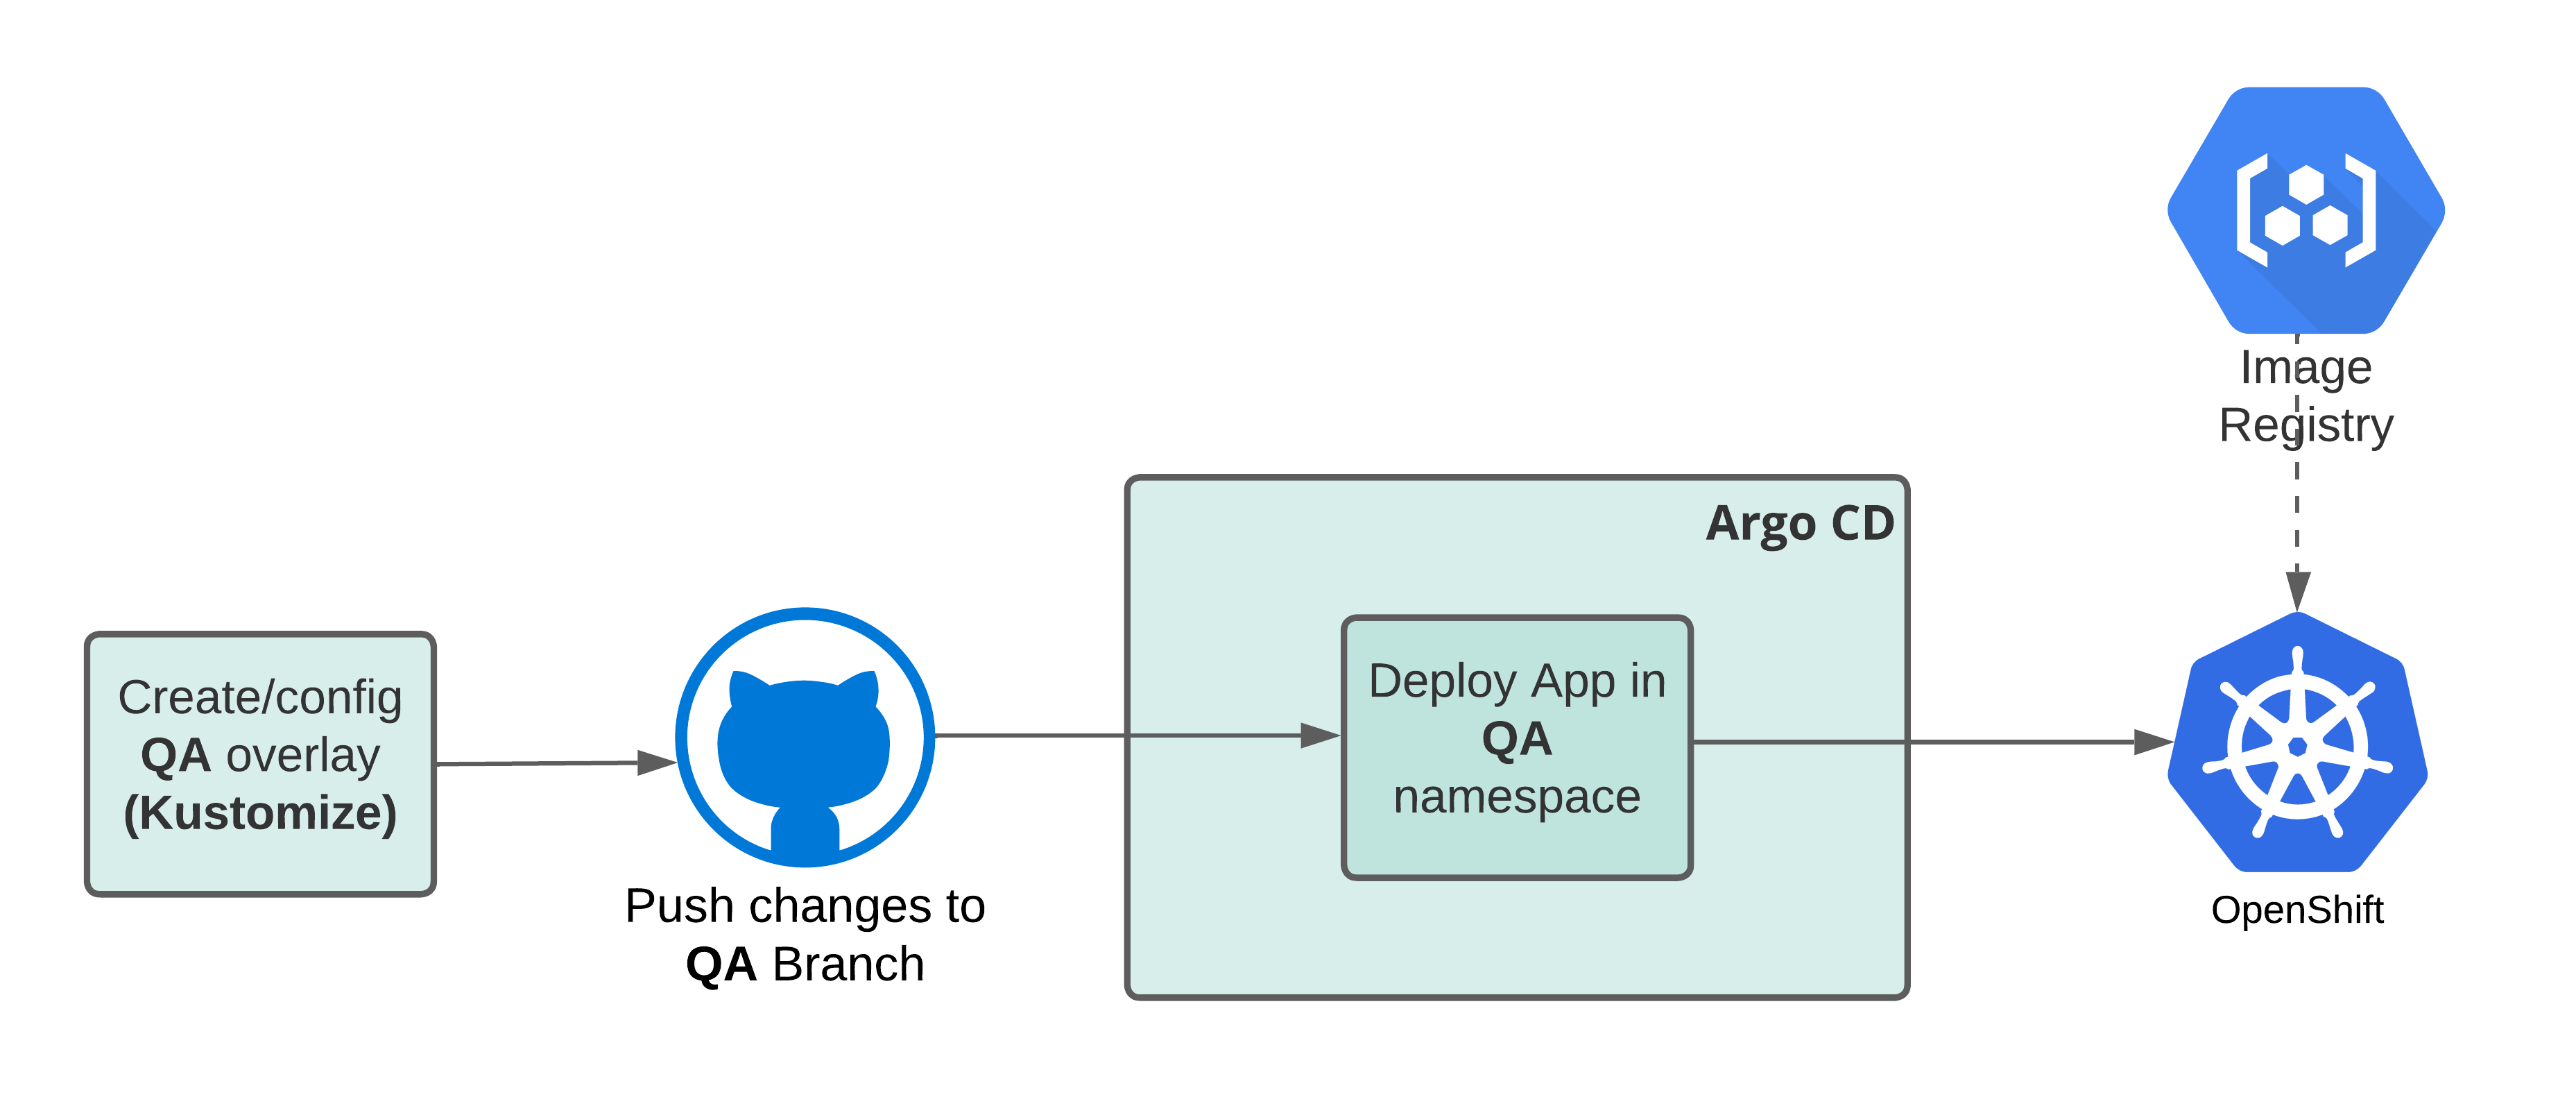 Image
Registry
Argo CD
Create/config
QA overlay
(Kustomize)
Push changes to
QA Branch
Deploy App in
QA
namespace
OpenShift